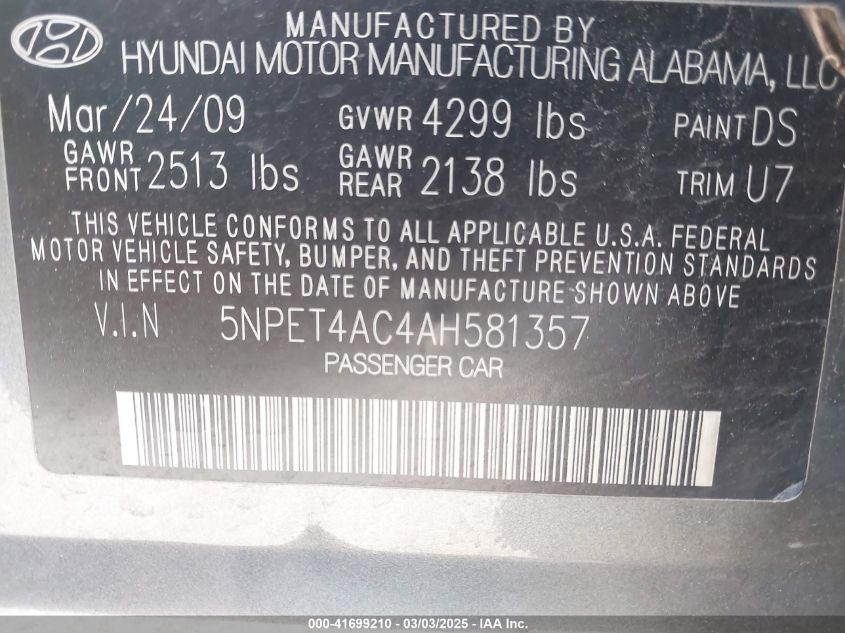 MANUFACTURED BY
HYUNDAI MOTOR MANUFACTURING ALABAMA, LLC
Mar/24/09 GVWR 4299 lbs PAINT DS
GAWR FRONT 2513 lbs GAWR REAR 2138 lbs TRIM U7
THIS VEHICLE CONFORMS TO ALL APPLICABLE U.S.A. FEDERAL
MOTOR VEHICLE SAFETY, BUMPER, AND THEFT PREVENTION STANDARDS
IN EFFECT ON THE DATE OF MANUFACTURE SHOWN ABOVE
V.I.N 5NPET4AC4AH581357
PASSENGER CAR
000-41699210 - 03/03/2025 - IAA Inc.